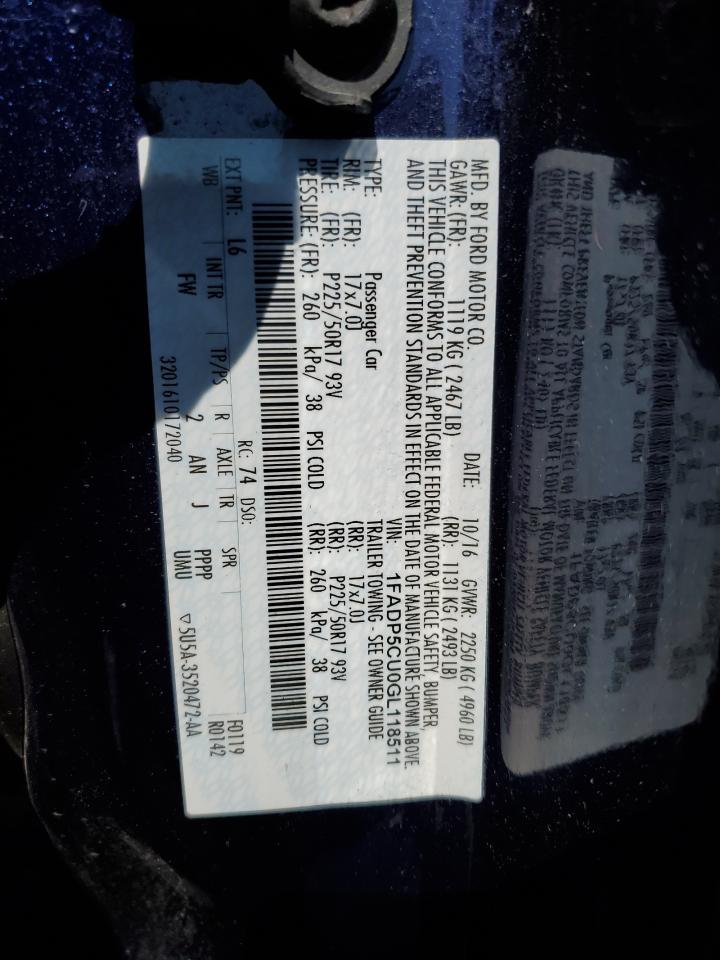 MFD. BY FORD MOTOR CO. DATE: 10/16 GVWR: 2250 KG ( 4960 LB)
GAWR: (FR): 1119 KG ( 2467 LB) (RR): 1131 KG ( 2493 LB)
THIS VEHICLE CONFORMS TO ALL APPLICABLE FEDERAL MOTOR VEHICLE SAFETY, BUMPER,
AND THEFT PREVENTION STANDARDS IN EFFECT ON THE DATE OF MANUFACTURE SHOWN ABOVE.
VIN: 1FADP5CU0GL118511
TYPE: Passenger Car TRAILER TOWING - SEE OWNER GUIDE
RIM: (FR): 17x7.0J (RR): 17x7.0J
TIRE: (FR): P225/50R17 93V (RR): P225/50R17 93V
PRESSURE: (FR): 260 kPa/ 38 PSI COLD (RR): 260 kPa/ 38 PSI COLD
RC: 74 DSO: F0119
EXT PNT: L6 R0142
WB INT TR TP/PS R AXLE TR SPR
FW 2 AN J PPPP UMU
3201610172040 ▽5U5A-3520472-AA